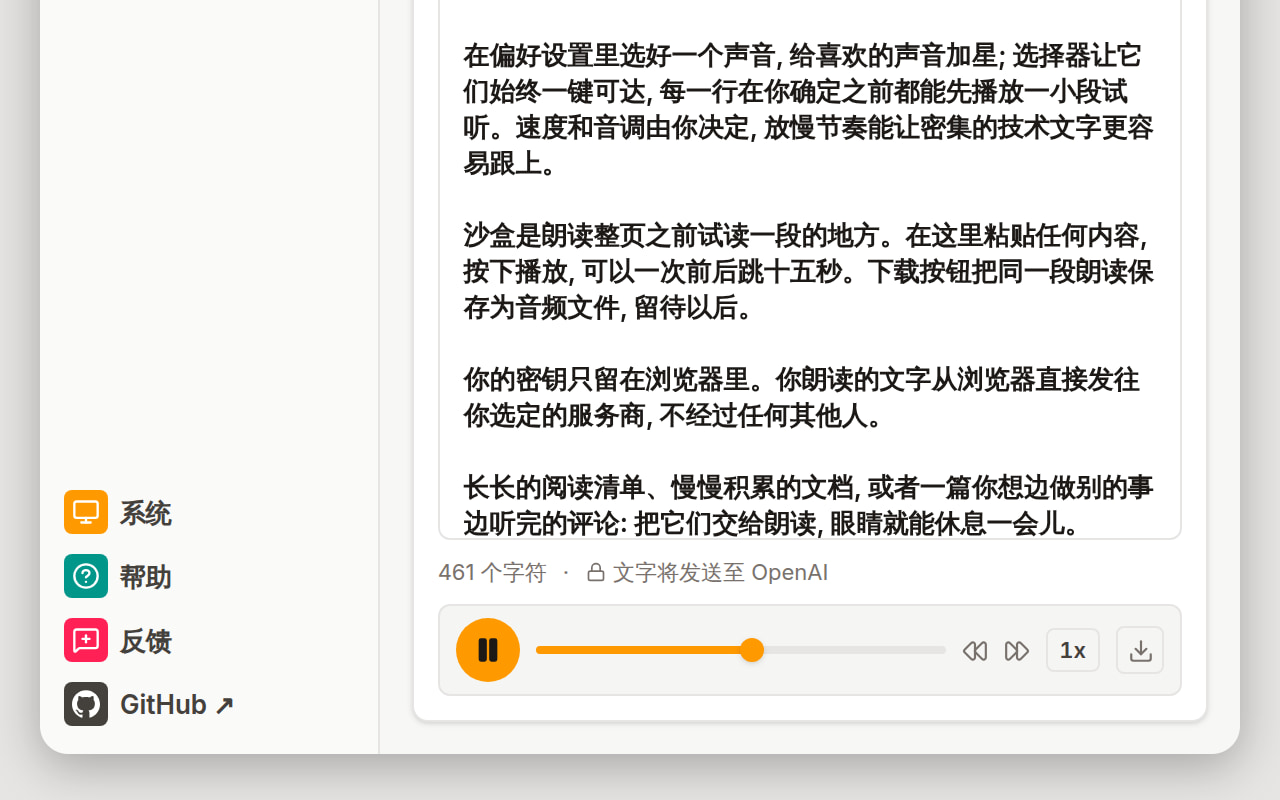 在偏好设置里选好一个声音, 给喜欢的声音加星; 选择器让它
们始终一键可达, 每一行在你确定之前都能先播放一小段试
听。速度和音调由你决定, 放慢节奏能让密集的技术文字更容
易跟上。
沙盒是朗读整页之前试读一段的地方。在这里粘贴任何内容,
按下播放, 可以一次前后跳十五秒。下载按钮把同一段朗读保
存为音频文件, 留待以后。
你的密钥只留在浏览器里。你朗读的文字从浏览器直接发往
你选定的服务商, 不经过任何其他人。
长长的阅读清单、慢慢积累的文档, 或者一篇你想边做别的事
边听完的评论: 把它们交给朗读, 眼睛就能休息一会儿。
461 个字符 · 文字将发送至 OpenAI
1x
系统
帮助
反馈
GitHub ↗